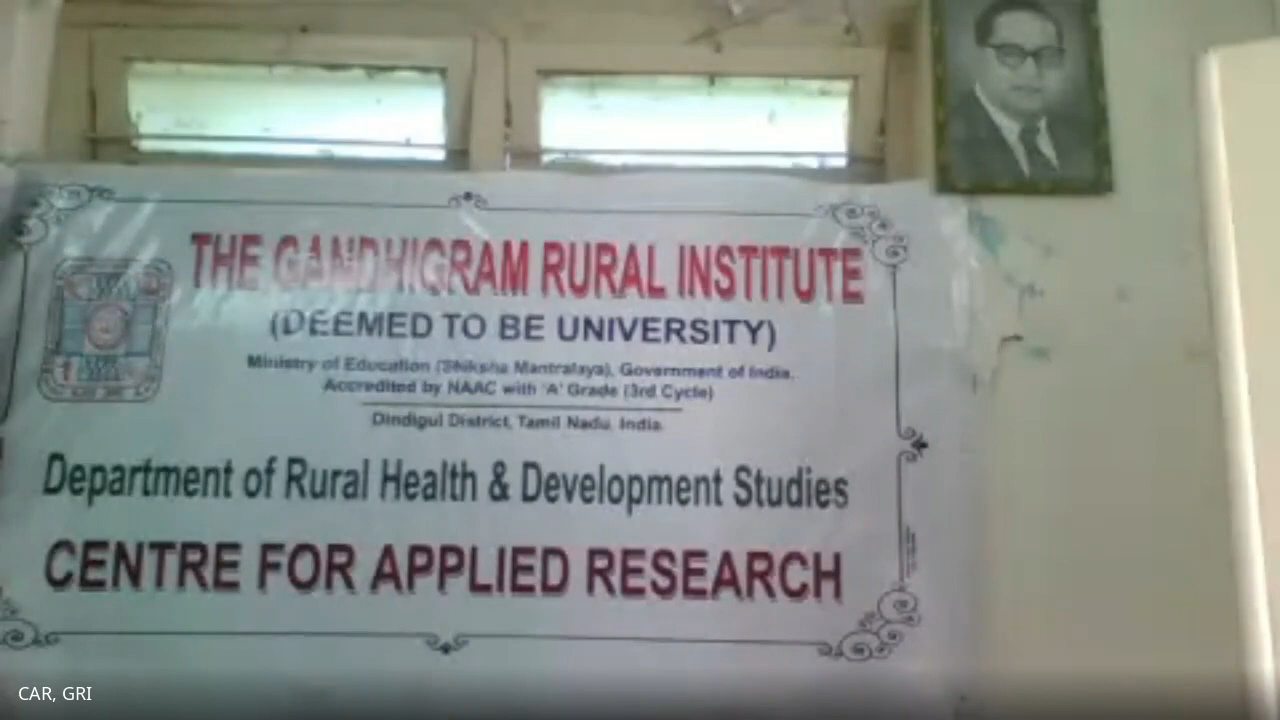 THE GANDHIGRAM RURAL INSTITUTE
(DEEMED TO BE UNIVERSITY)
Ministry of Education (Shiksha Mantralaya), Government of India.
Accredited by NAAC with 'A' Grade (3rd Cycle)
Dindigul District, Tamil Nadu, India.
Department of Rural Health & Development Studies
CENTRE FOR APPLIED RESEARCH
CAR, GRI